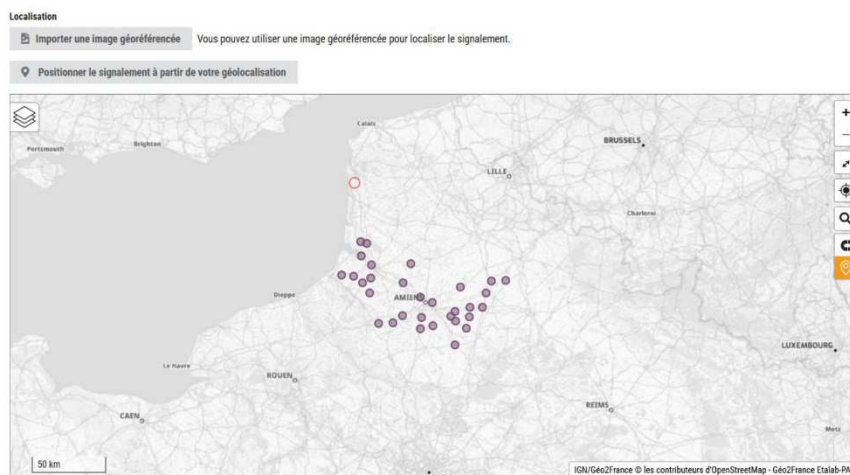 Localisation
Importer une image géoréférencée Vous pouvez utiliser une image géoréférencée pour localiser le signalement.
Positionner le signalement à partir de votre géolocalisation
Calais
Portsmouth
Brighton
BRUSSELS
LILLE
Charleroi
Dieppe
AMIENS
LUXEMBOURG
Le Havre
ROUEN
REIMS
CAEN
Metz
50 km
IGN/Géo2France © les contributeurs d'OpenStreetMap - Géo2France Etalab-PA